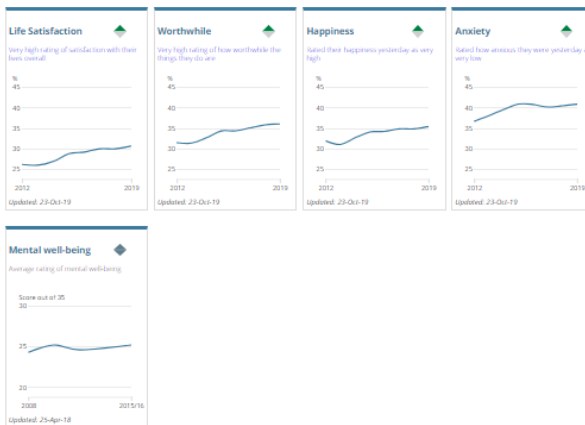 Life Satisfaction
Very high rating of satisfaction with their
lives overall
%
45
40
35
30
25
2012 2019
Updated: 23-Oct-19
Worthwhile
Very high rating of how worthwhile the
things they do are
%
45
40
35
30
25
2012 2019
Updated: 23-Oct-19
Happiness
Rated their happiness yesterday as very
high
%
45
40
35
30
25
2012 2019
Updated: 23-Oct-19
Anxiety
Rated how anxious they were yesterday a
very low
%
45
40
35
30
25
2012 2019
Updated: 23-Oct-19
Mental well-being
Average rating of mental well-being
Score out of 35
30
25
20
2008 2015/16
Updated: 25-Apr-18